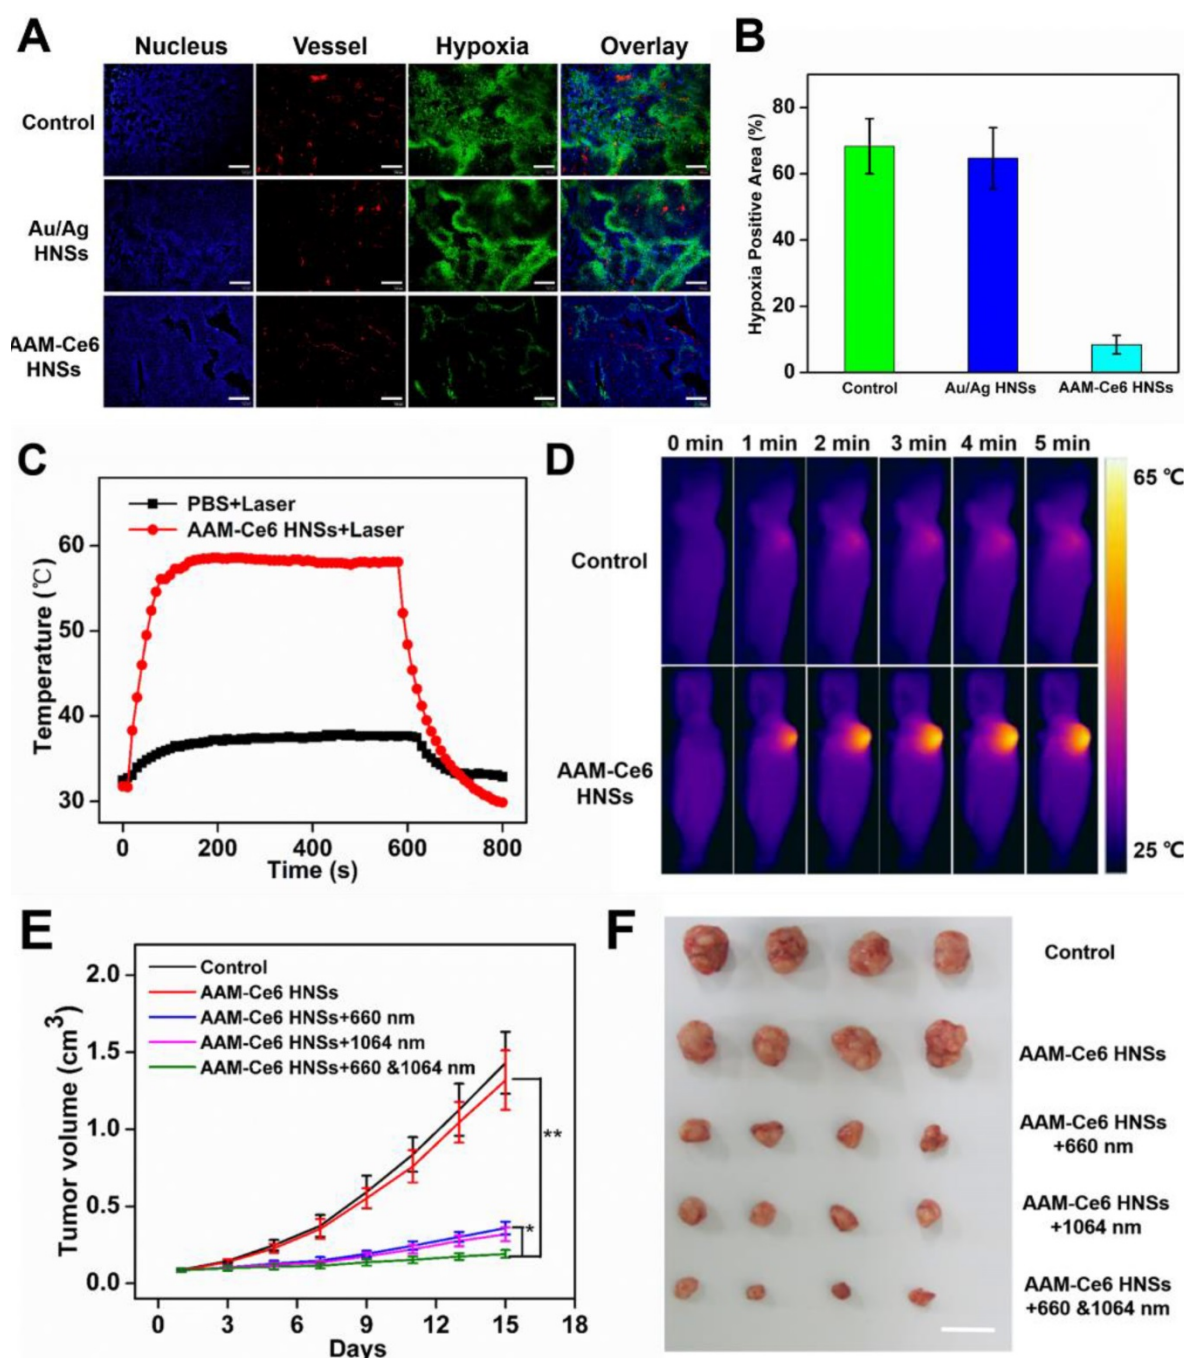 A
Nucleus Vessel Hypoxia Overlay
Control
Au/Ag
HNSs
AAM-Ce6
HNSs
B
Hypoxia Positive Area (%)
80
60
40
20
0
Control Au/Ag HNSs AAM-Ce6 HNSs
C
PBS+Laser
AAM-Ce6 HNSs+Laser
Temperature (℃)
60
50
40
30
0 200 400 600 800
Time (s)
D
0 min 1 min 2 min 3 min 4 min 5 min
Control
AAM-Ce6
HNSs
65 ℃
25 ℃
E
Control
AAM-Ce6 HNSs
AAM-Ce6 HNSs+660 nm
AAM-Ce6 HNSs+1064 nm
AAM-Ce6 HNSs+660 &1064 nm
Tumor volume (cm3)
2.0
1.5
1.0
0.5
0.0
**
*
0 3 6 9 12 15 18
Days
F
Control
AAM-Ce6 HNSs
AAM-Ce6 HNSs
+660 nm
AAM-Ce6 HNSs
+1064 nm
AAM-Ce6 HNSs
+660 &1064 nm